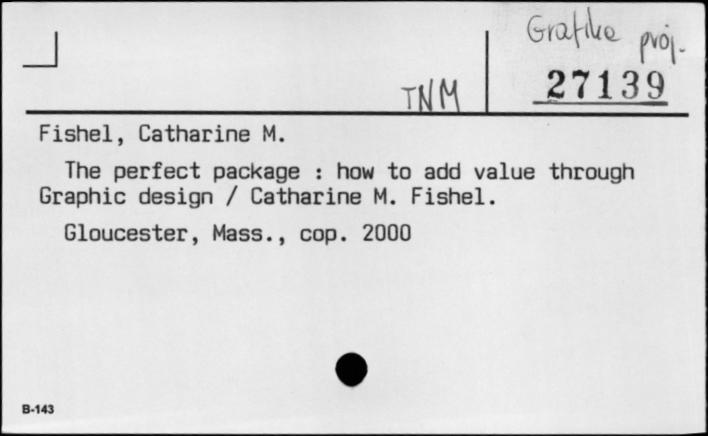 Grafika proj.
27139
TNM
Fishel, Catharine M.
The perfect package : how to add value through
Graphic design / Catharine M. Fishel.
Gloucester, Mass., cop. 2000
B-143